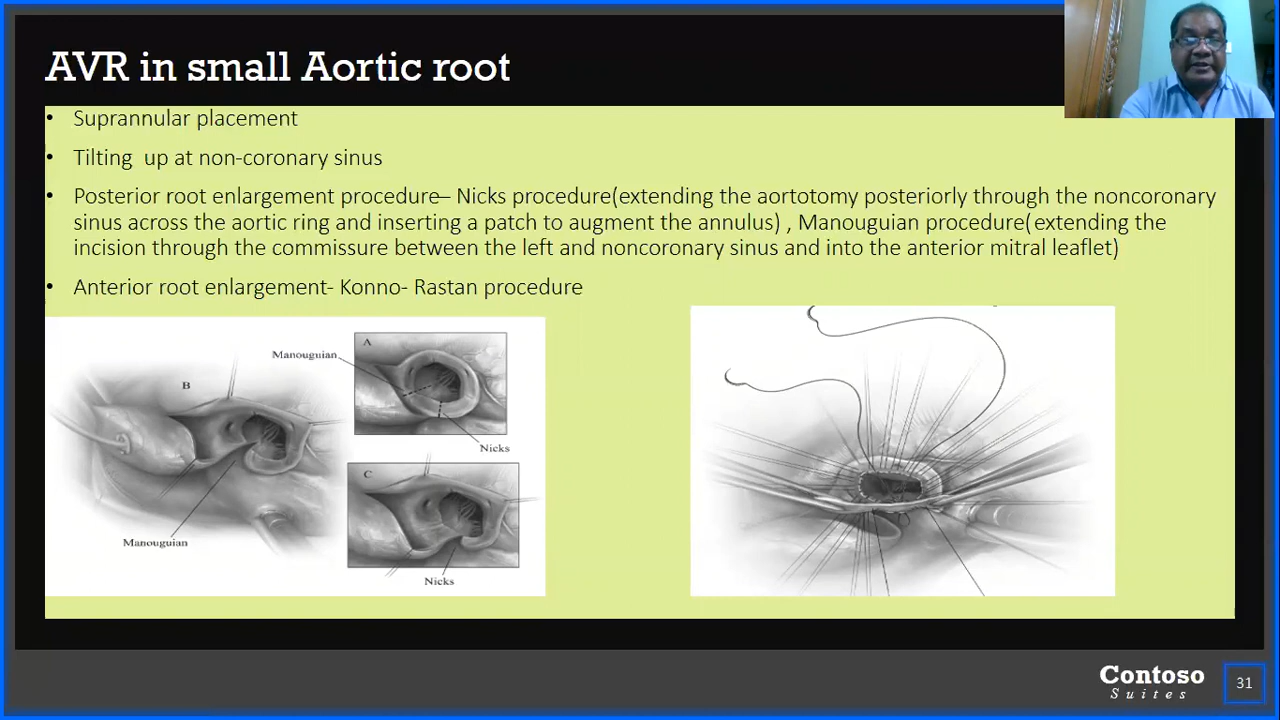 AVR in small Aortic root
• Suprannular placement
• Tilting up at non-coronary sinus
• Posterior root enlargement procedure– Nicks procedure(extending the aortotomy posteriorly through the noncoronary
sinus across the aortic ring and inserting a patch to augment the annulus) , Manouguian procedure(extending the
incision through the commissure between the left and noncoronary sinus and into the anterior mitral leaflet)
• Anterior root enlargement- Konno- Rastan procedure
A
Manouguian
B
Nicks
C
Manouguian
Nicks
Contoso
Suites
31